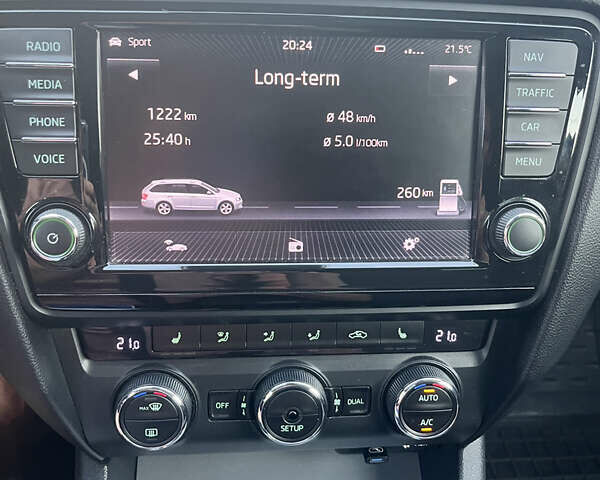 RADIO
MEDIA
PHONE
VOICE
Sport 20:24 21.5°C
Long-term
1222 km ø 48 km/h
25:40 h ø 5.0 l/100km
260 km
NAV
TRAFFIC
CAR
MENU
21.0 21.0
MAX OFF SETUP DUAL AUTO
A/C